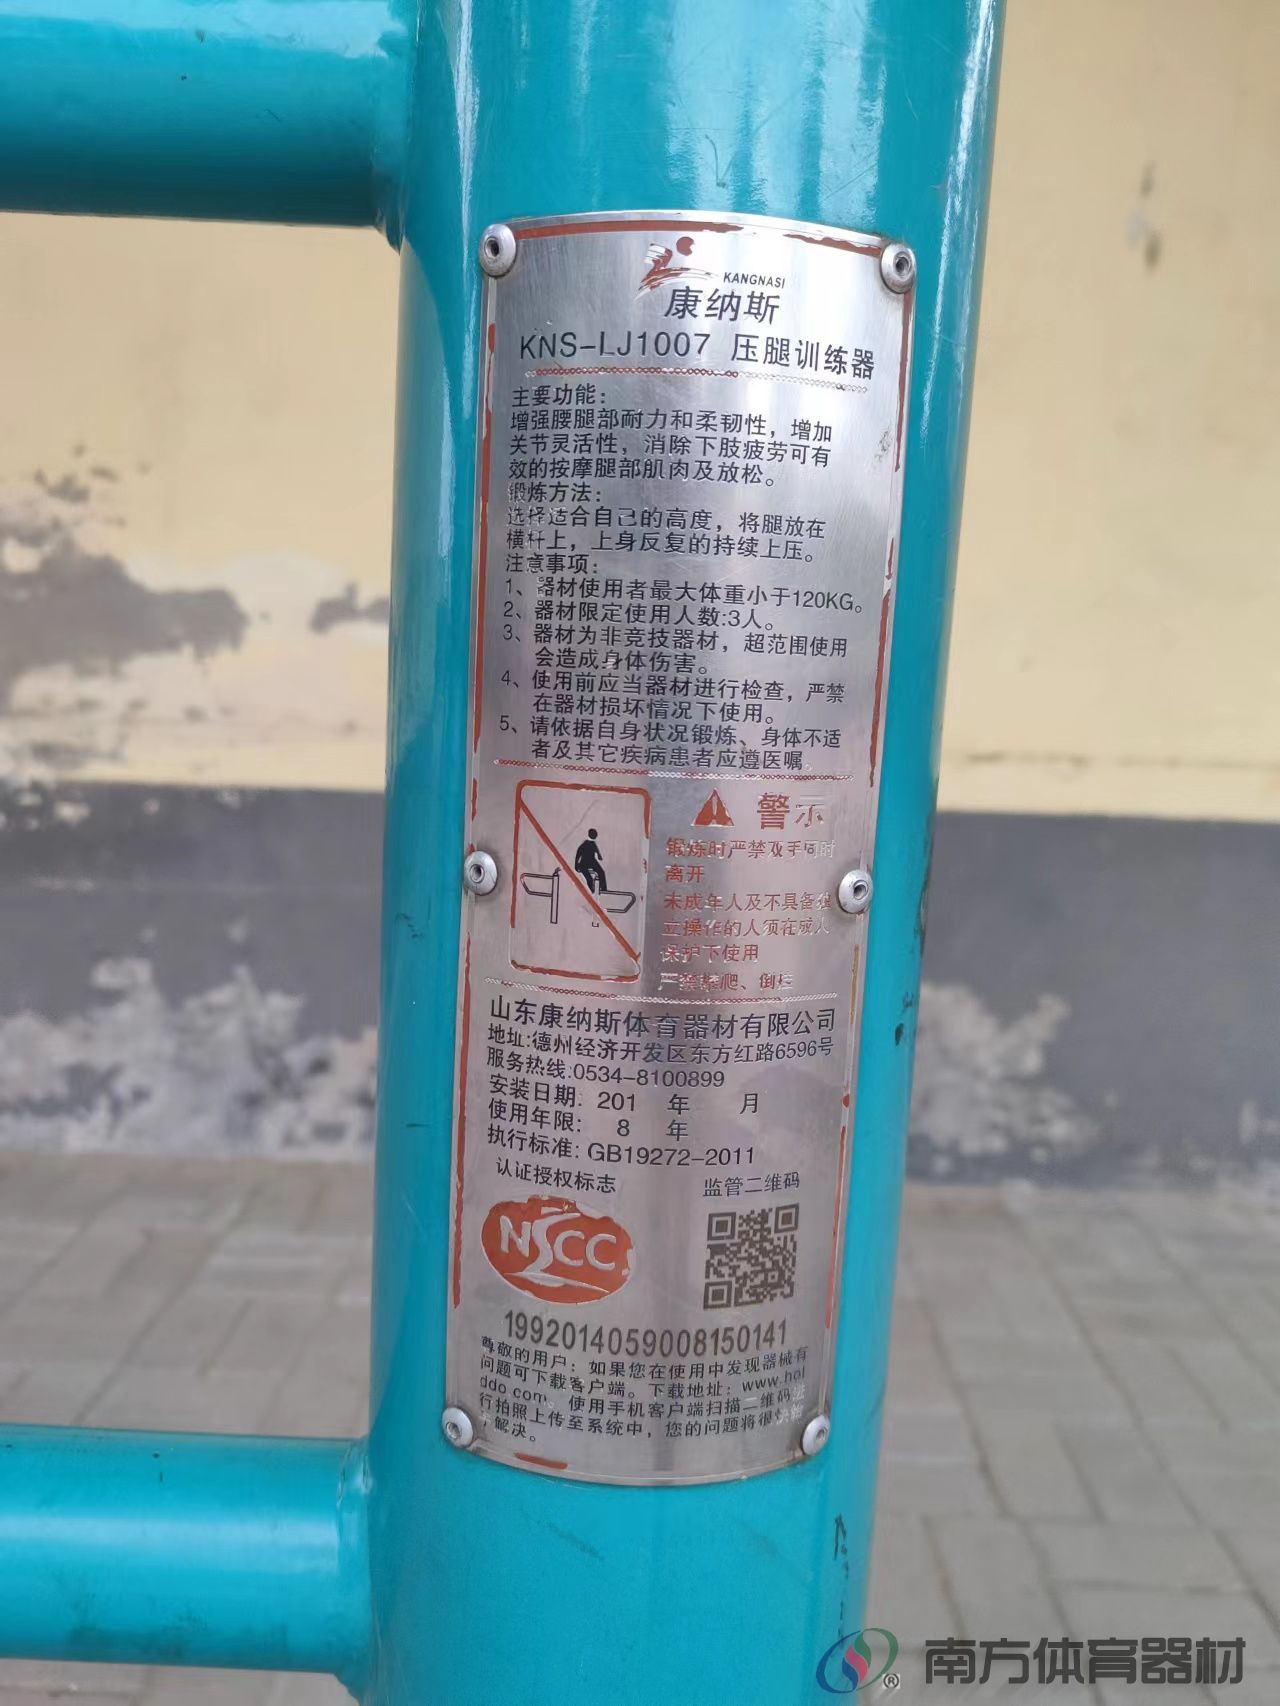 KANGNASI
康纳斯
KNS-LJ1007 压腿训练器
主要功能：
增强腰腿部耐力和柔韧性，增加
关节灵活性，消除下肢疲劳可有
效的按摩腿部肌肉及放松。
锻炼方法：
选择适合自己的高度，将腿放在
横杆上，上身反复的持续上压。
注意事项：
1、器材使用者最大体重小于120KG。
2、器材限定使用人数:3人。
3、器材为非竞技器材，超范围使用
会造成身体伤害。
4、使用前应当器材进行检查，严禁
在器材损坏情况下使用。
5、请依据自身状况锻炼、身体不适
者及其它疾病患者应遵医嘱。
警示
锻炼时严禁双手同时
离开
未成年人及不具备独
立操作的人须在成人
保护下使用
严禁攀爬、倒挂
山东康纳斯体育器材有限公司
地址:德州经济开发区东方红路6596号
服务热线:0534-8100899
安装日期: 201 年 月
使用年限: 8 年
执行标准: GB19272-2011
认证授权标志 监管二维码
NSCC
1992014059008150141
尊敬的用户：如果您在使用中发现器械有
问题可下载客户端。下载地址：www.hol
ddo.com。使用手机客户端扫描二维码进
行拍照上传至系统中，您的问题将很快
解决。
南方体育器材
®